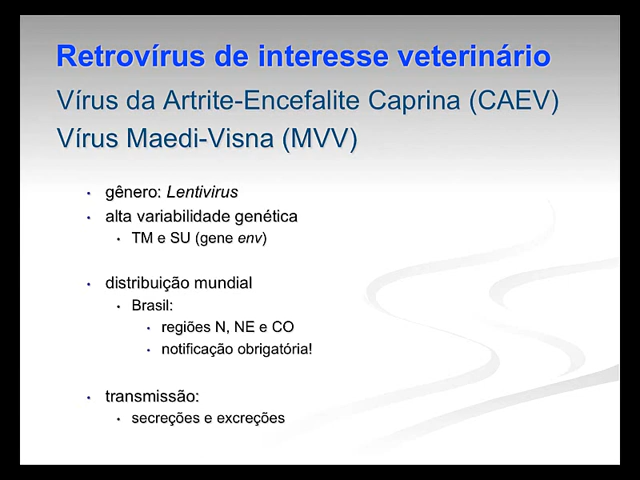 Retrovírus de interesse veterinário
Vírus da Artrite-Encefalite Caprina (CAEV)
Vírus Maedi-Visna (MVV)
• gênero: Lentivirus
• alta variabilidade genética
• TM e SU (gene env)
• distribuição mundial
• Brasil:
• regiões N, NE e CO
• notificação obrigatória!
• transmissão:
• secreções e excreções